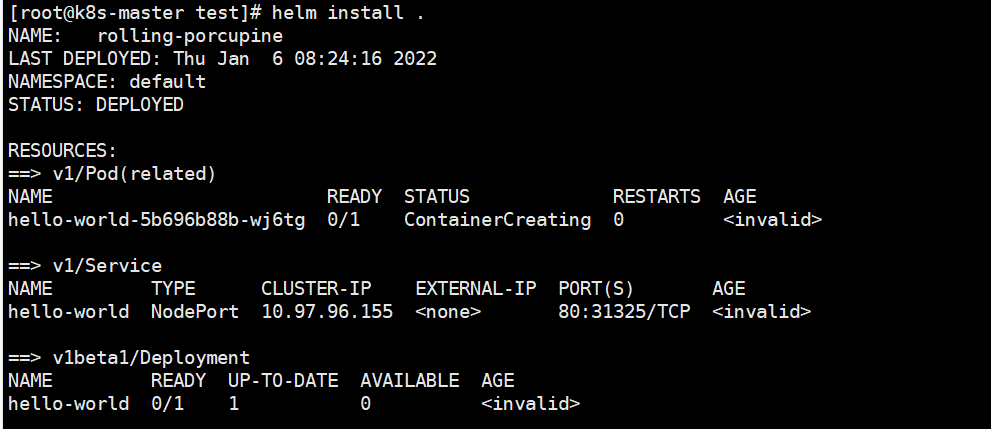 [root@k8s-master test]# helm install .
NAME:   rolling-porcupine
LAST DEPLOYED: Thu Jan  6 08:24:16 2022
NAMESPACE: default
STATUS: DEPLOYED

RESOURCES:
==> v1/Pod(related)
NAME                         READY  STATUS             RESTARTS  AGE
hello-world-5b696b88b-wj6tg  0/1    ContainerCreating  0         <invalid>

==> v1/Service
NAME         TYPE      CLUSTER-IP    EXTERNAL-IP  PORT(S)       AGE
hello-world  NodePort  10.97.96.155  <none>       80:31325/TCP  <invalid>

==> v1beta1/Deployment
NAME         READY  UP-TO-DATE  AVAILABLE  AGE
hello-world  0/1    1           0          <invalid>